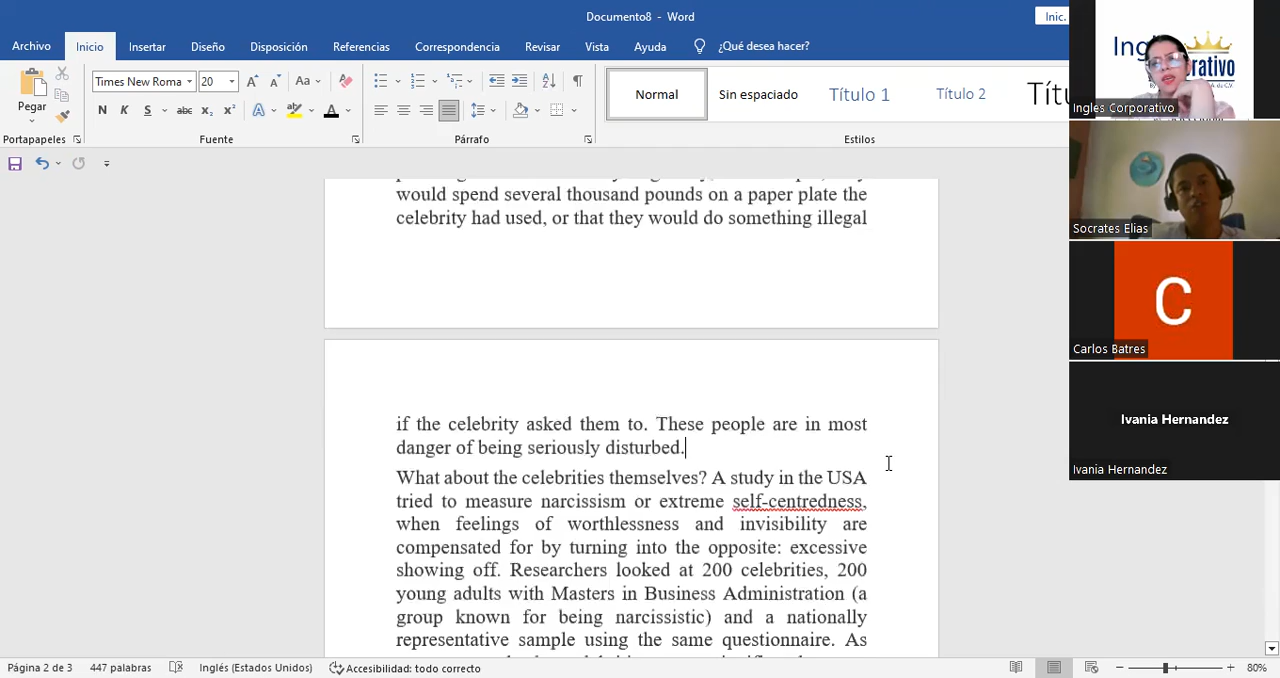 Documento8 - Word
Inic.
Archivo Inicio Insertar Diseño Disposición Referencias Correspondencia Revisar Vista Ayuda ¿Qué desea hacer?
Pegar
Times New Roma 20
Aa
N K S abc x₂ x²
Normal Sin espaciado Título 1 Título 2
Portapapeles Fuente Párrafo Estilos
would spend several thousand pounds on a paper plate the
celebrity had used, or that they would do something illegal
if the celebrity asked them to. These people are in most
danger of being seriously disturbed.
What about the celebrities themselves? A study in the USA
tried to measure narcissism or extreme self-centredness,
when feelings of worthlessness and invisibility are
compensated for by turning into the opposite: excessive
showing off. Researchers looked at 200 celebrities, 200
young adults with Masters in Business Administration (a
group known for being narcissistic) and a nationally
representative sample using the same questionnaire. As
Ingles Corporativo
Socrates Elias
C
Carlos Batres
Ivania Hernandez
Ivania Hernandez
Página 2 de 3 447 palabras Inglés (Estados Unidos) Accesibilidad: todo correcto 80%